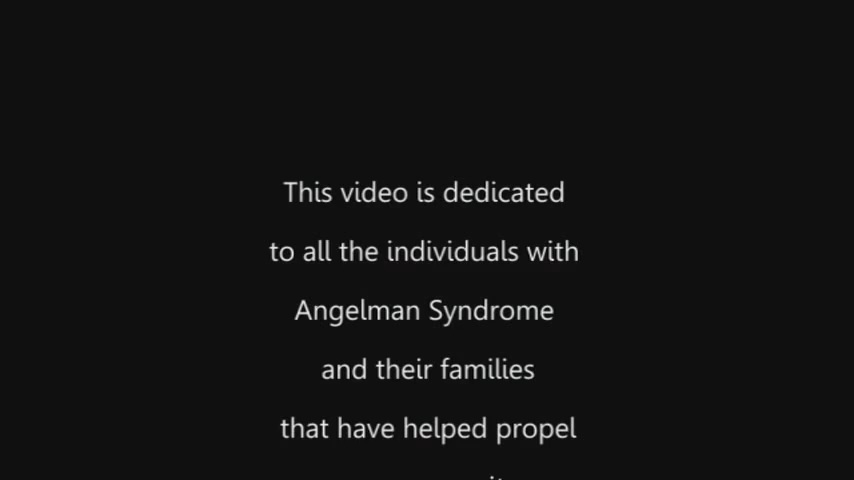 This video is dedicated
to all the individuals with
Angelman Syndrome
and their families
that have helped propel